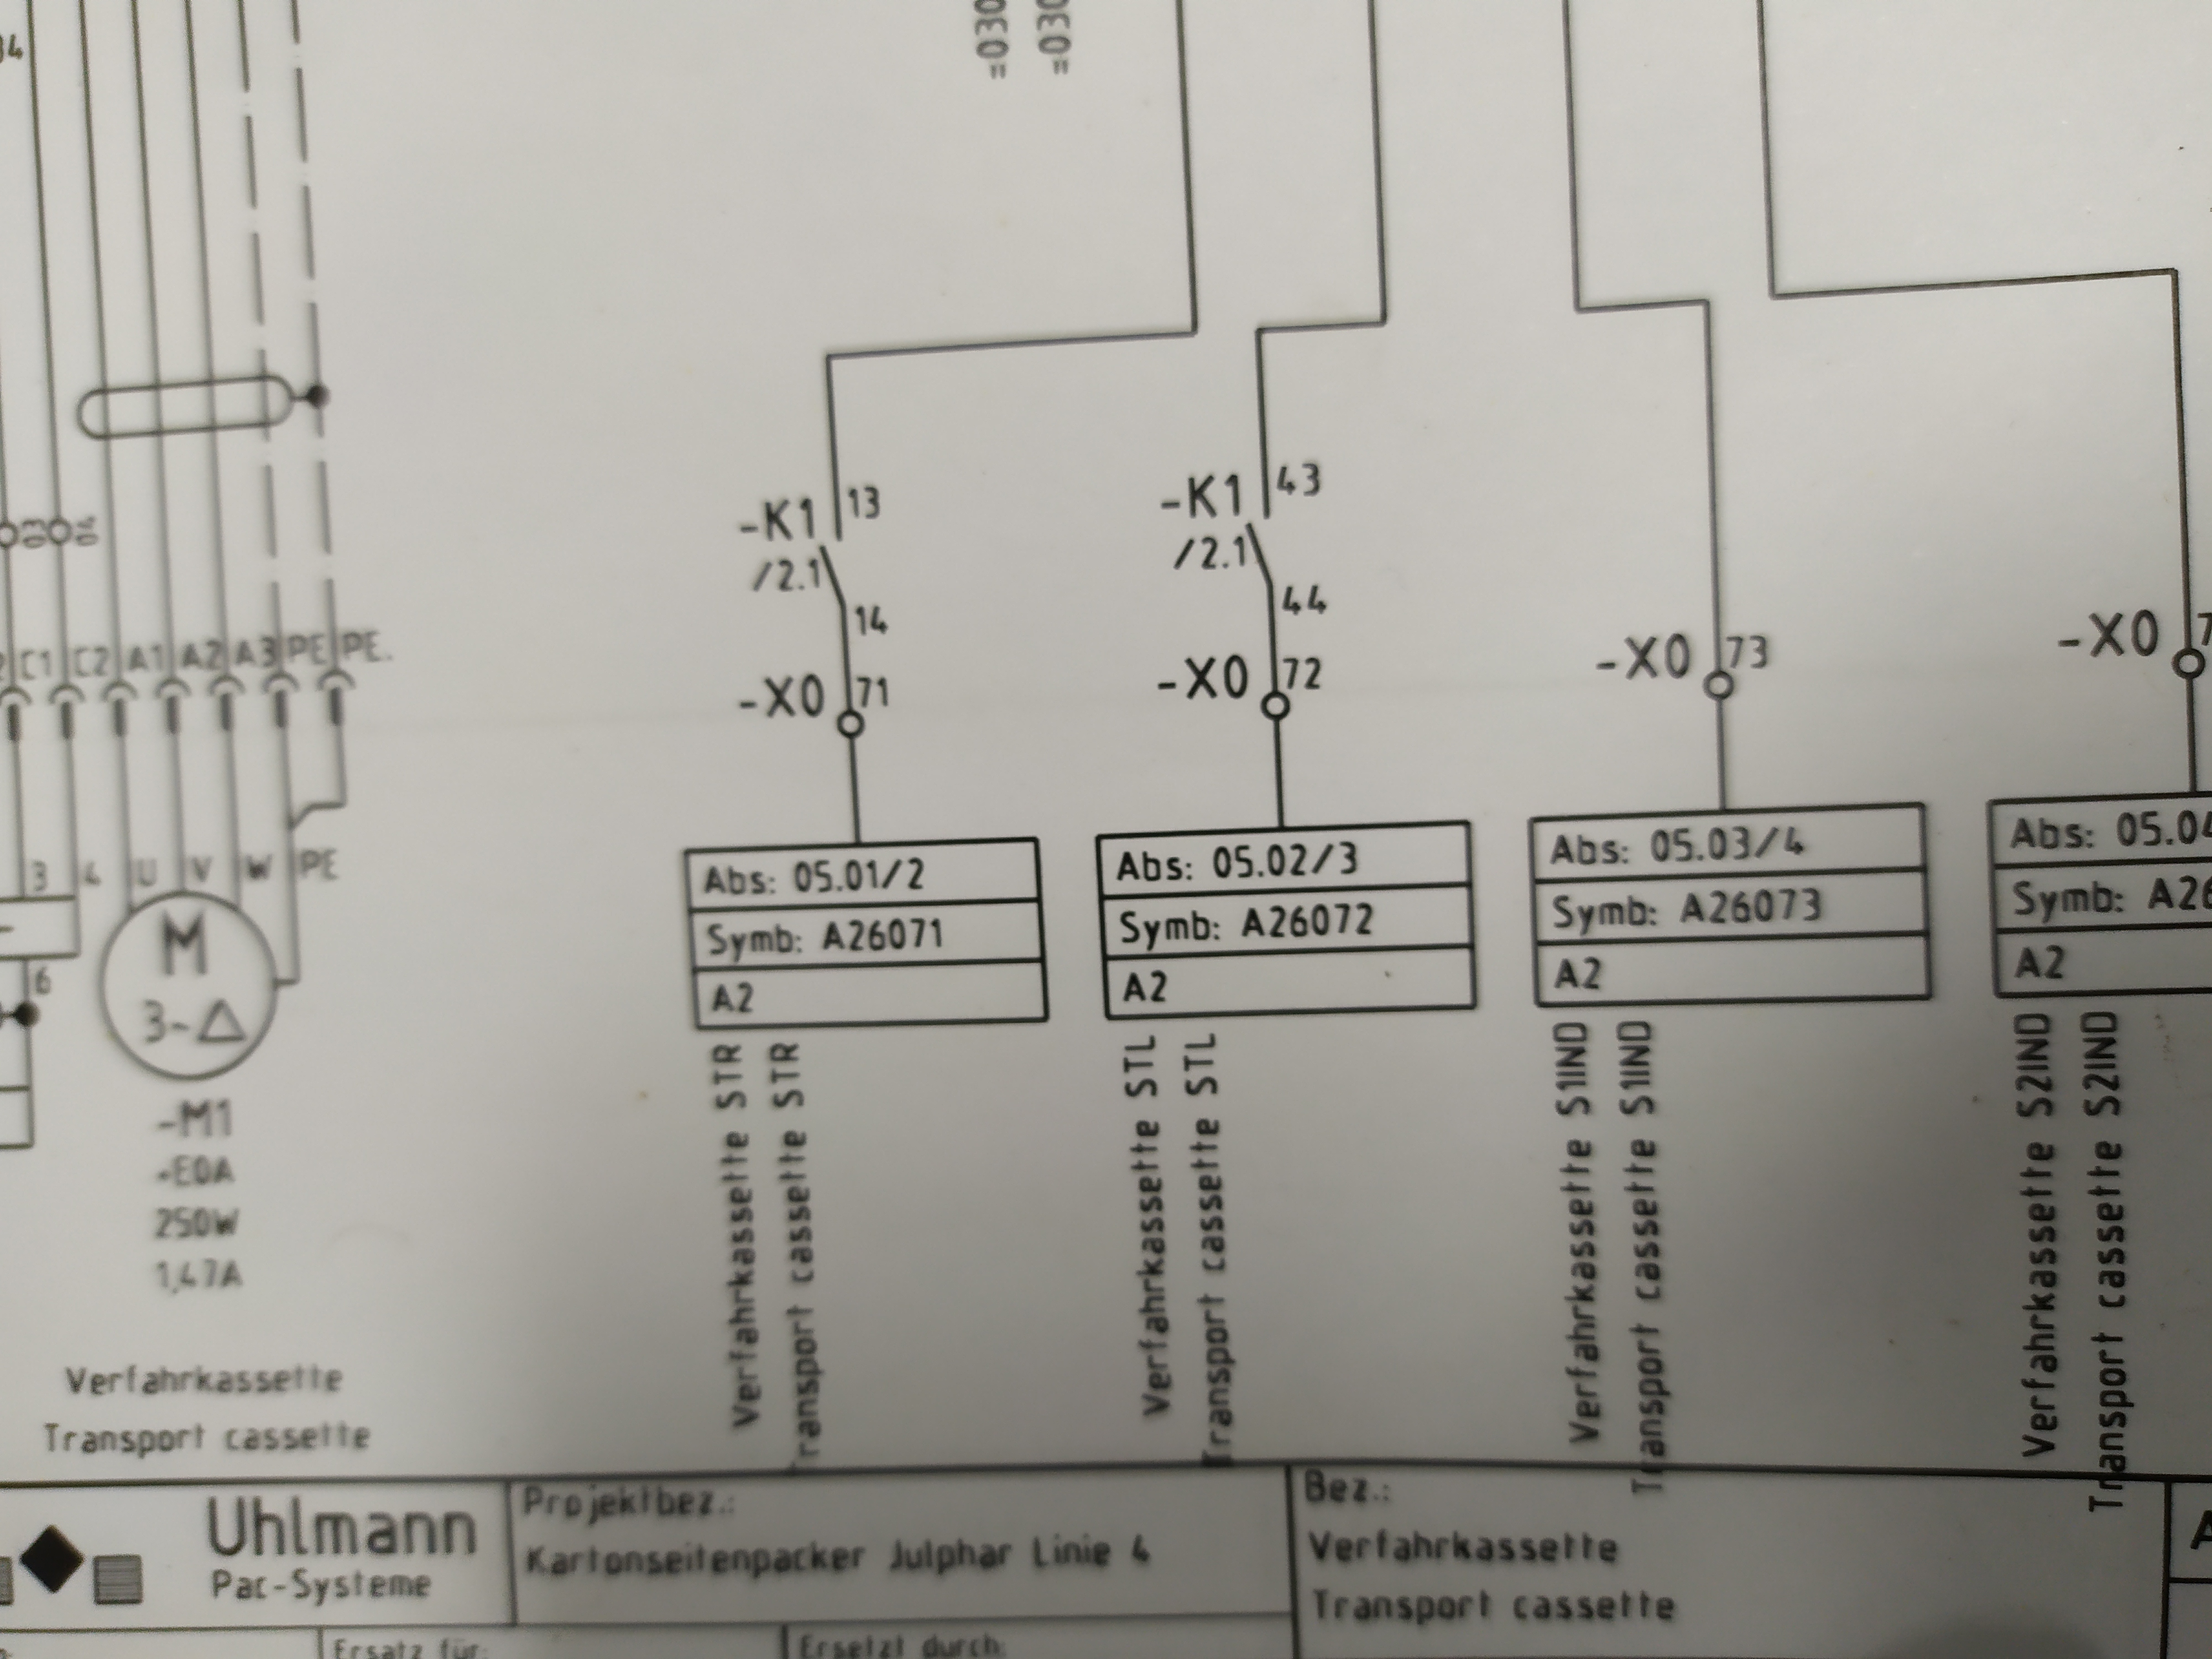 3
6
4
C1
C2
A1
A2
A3
PE
PE
U
V
W
PE
M
3~
-M1
-E0A
250W
1,47A
Verfahrkassette
Transport cassette
-K1
/2.1
13
14
-X0
71
Abs: 05.01/2
Symb: A26071
A2
Verfahrkassette STR
Transport cassette STR
=030
=030
-K1
/2.1
43
44
-X0
72
Abs: 05.02/3
Symb: A26072
A2
Verfahrkassette STL
Transport cassette STL
-X0
73
Abs: 05.03/4
Symb: A26073
A2
Verfahrkassette S1IND
Transport cassette S1IND
-X0
Abs: 05.04
Symb: A26
A2
Verfahrkassette S2IND
Transport cassette S2IND
Uhlmann
Pac-Systeme
Projektbez.:
Kartonseitenpacker Julphar Linie 4
Bez.:
Verfahrkassette
Transport cassette
Ersatz für:
Ersetzt durch: